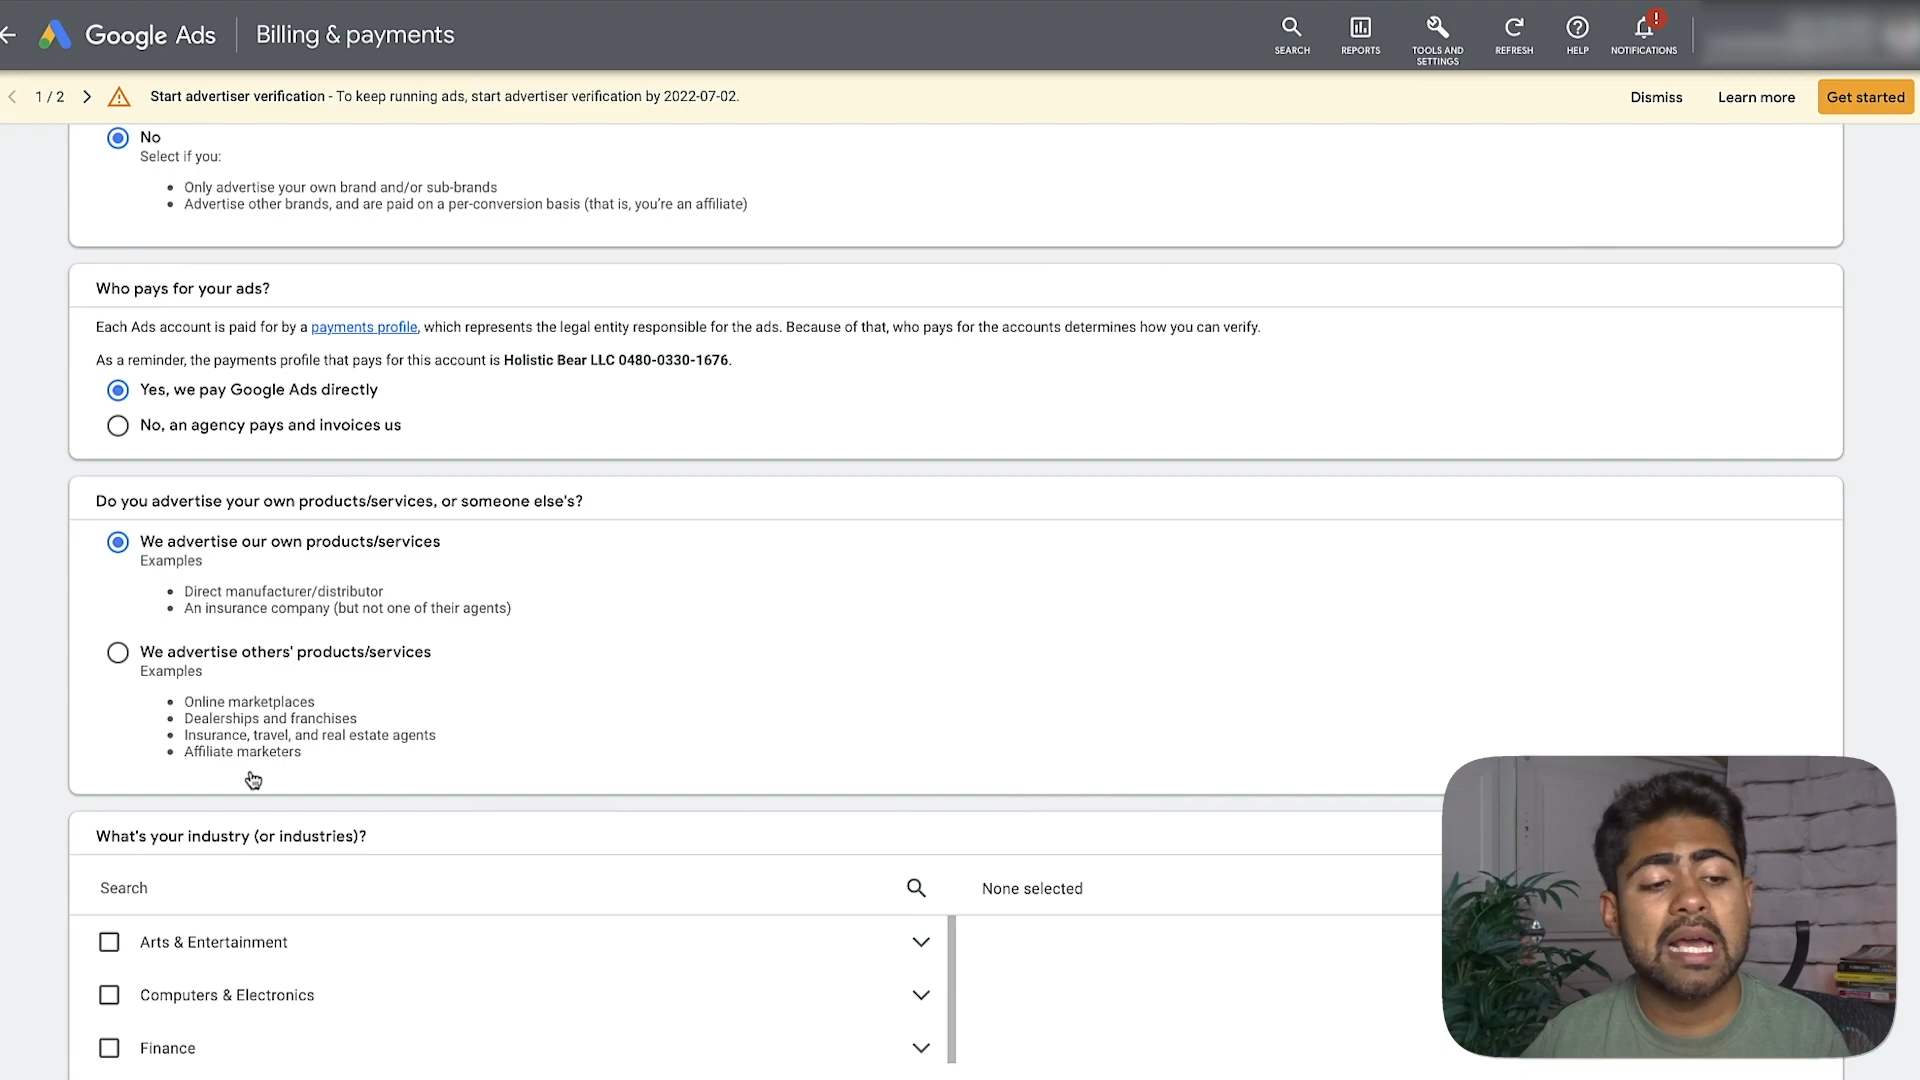 Google Ads
Billing & payments
SEARCH
REPORTS
TOOLS AND
SETTINGS
REFRESH
HELP
!
NOTIFICATIONS
1 / 2
Start advertiser verification - To keep running ads, start advertiser verification by 2022-07-02.
Dismiss
Learn more
Get started
No
Select if you:
• Only advertise your own brand and/or sub-brands
• Advertise other brands, and are paid on a per-conversion basis (that is, you're an affiliate)
Who pays for your ads?
Each Ads account is paid for by a payments profile, which represents the legal entity responsible for the ads. Because of that, who pays for the accounts determines how you can verify.
As a reminder, the payments profile that pays for this account is Holistic Bear LLC 0480-0330-1676.
Yes, we pay Google Ads directly
No, an agency pays and invoices us
Do you advertise your own products/services, or someone else's?
We advertise our own products/services
Examples
• Direct manufacturer/distributor
• An insurance company (but not one of their agents)
We advertise others' products/services
Examples
• Online marketplaces
• Dealerships and franchises
• Insurance, travel, and real estate agents
• Affiliate marketers
What's your industry (or industries)?
Search
None selected
Arts & Entertainment
Computers & Electronics
Finance